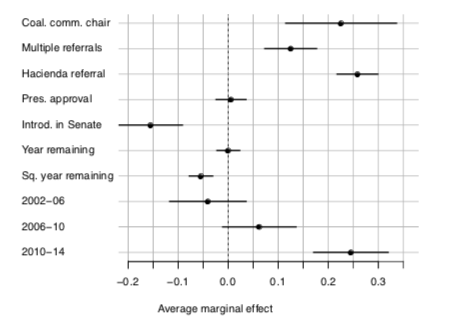 Coal. comm. chair
Multiple referrals
Hacienda referral
Pres. approval
Introd. in Senate
Year remaining
Sq. year remaining
2002−06
2006−10
2010−14
−0.2 −0.1 0.0 0.1 0.2 0.3
Average marginal effect